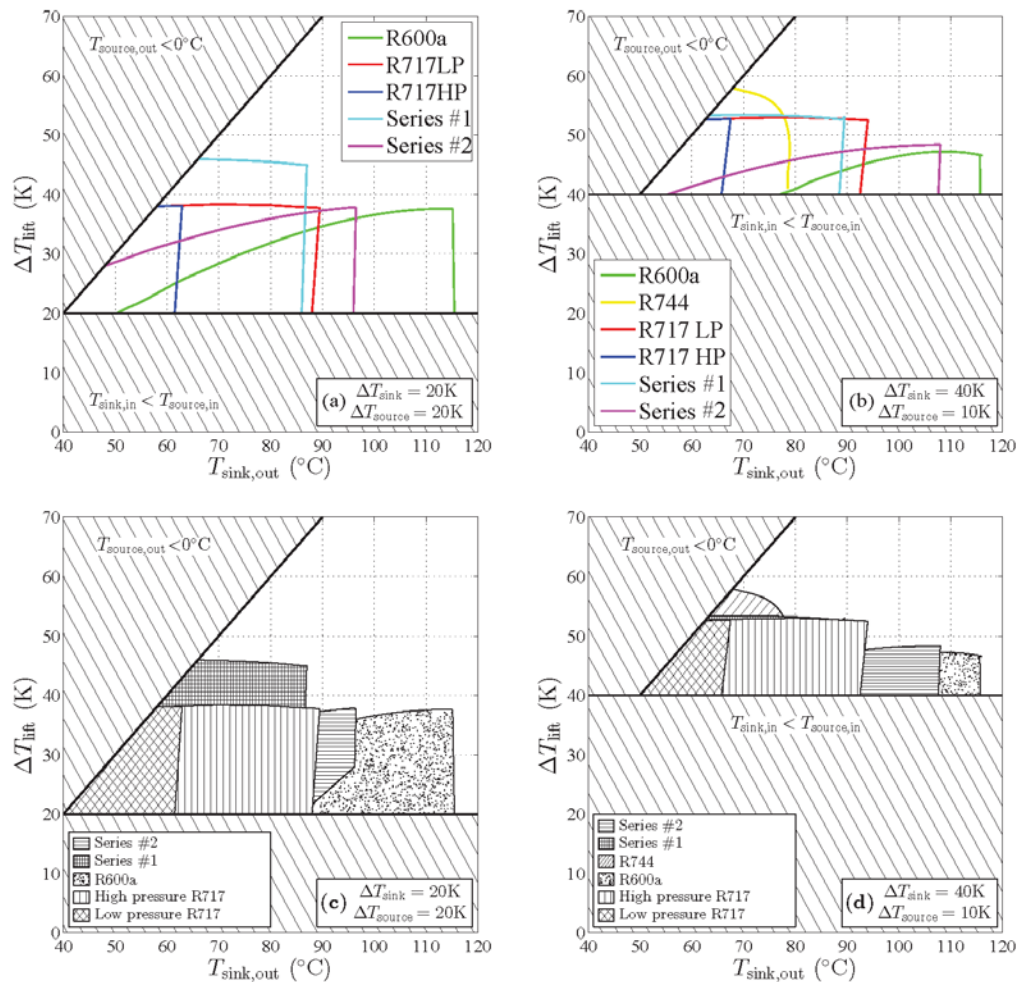 70
60
50
40
30
20
10
0
ΔT_lift (K)
T_source,out <0°C
R600a
R717LP
R717HP
Series #1
Series #2
T_sink,in < T_source,in
(a) ΔT_sink = 20K
ΔT_source = 20K
40 50 60 70 80 90 100 110 120
T_sink,out (°C)
70
60
50
40
30
20
10
0
ΔT_lift (K)
T_source,out <0°C
T_sink,in < T_source,in
R600a
R744
R717 LP
R717 HP
Series #1
Series #2
(b) ΔT_sink = 40K
ΔT_source = 10K
40 50 60 70 80 90 100 110 120
T_sink,out (°C)
70
60
50
40
30
20
10
0
ΔT_lift (K)
T_source,out <0°C
Series #2
Series #1
R600a
High pressure R717
Low pressure R717
(c) ΔT_sink = 20K
ΔT_source = 20K
40 50 60 70 80 90 100 110 120
T_sink,out (°C)
70
60
50
40
30
20
10
0
ΔT_lift (K)
T_source,out <0°C
T_sink,in < T_source,in
Series #2
Series #1
R744
R600a
High pressure R717
Low pressure R717
(d) ΔT_sink = 40K
ΔT_source = 10K
40 50 60 70 80 90 100 110 120
T_sink,out (°C)